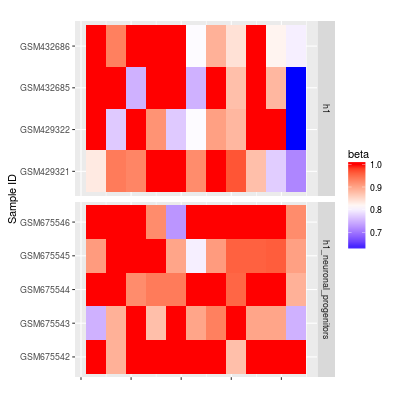 GSM432686
GSM432685
GSM429322
GSM429321
h1
GSM675546
GSM675545
GSM675544
GSM675543
GSM675542
h1_neuronal_progenitors
Sample ID
beta
1.0
0.9
0.8
0.7